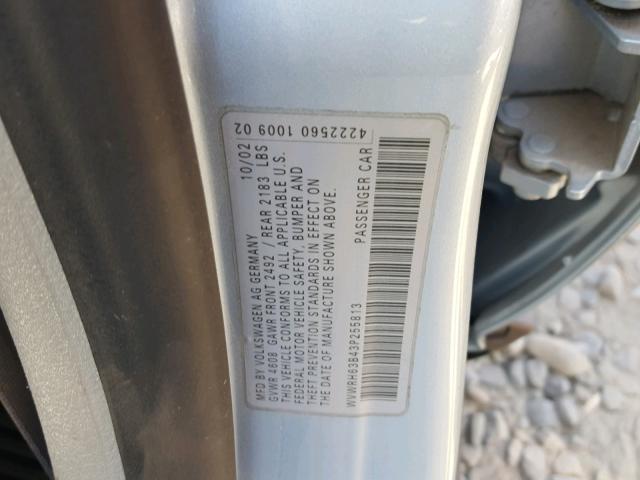 MFD BY VOLKSWAGEN AG GERMANY 10/02
GVWR 4608 GAWR FRONT 2492 / REAR 2183 LBS
THIS VEHICLE CONFORMS TO ALL APPLICABLE U.S.
FEDERAL MOTOR VEHICLE SAFETY, BUMPER AND
THEFT PREVENTION STANDARDS IN EFFECT ON
THE DATE OF MANUFACTURE SHOWN ABOVE.
WVWRH63B43P255813 PASSENGER CAR
4222560 1009 02